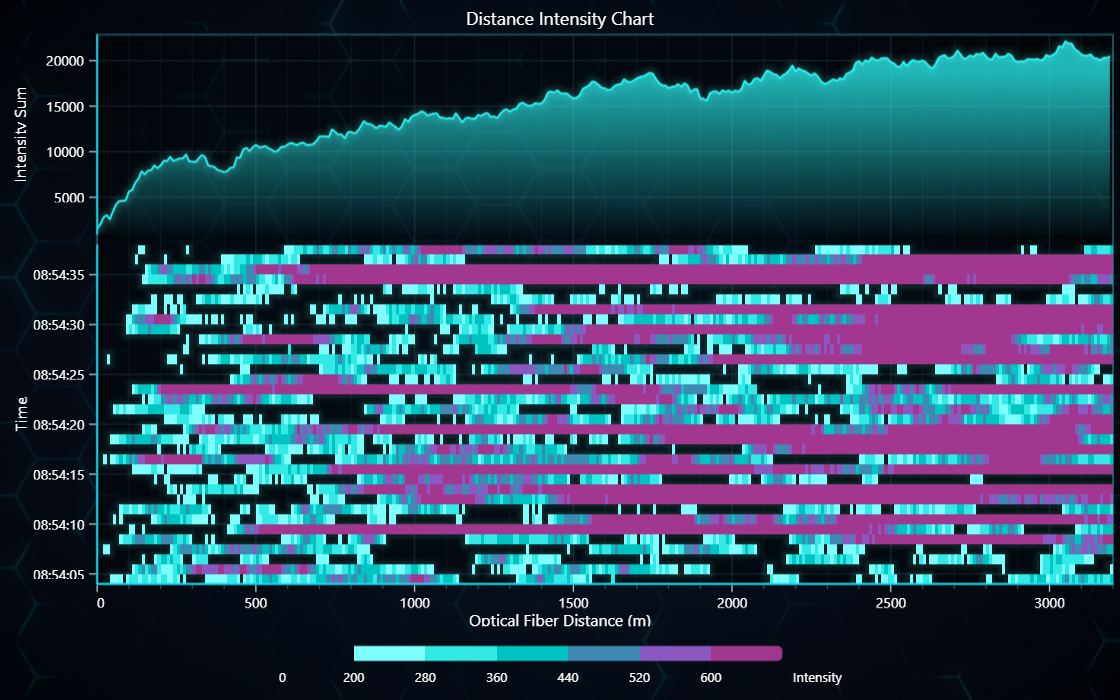 Distance Intensity Chart
20000
15000
10000
5000
Intensity Sum
08:54:35
08:54:30
08:54:25
08:54:20
08:54:15
08:54:10
08:54:05
Time
0 500 1000 1500 2000 2500 3000
Optical Fiber Distance (m)
0 200 280 360 440 520 600 Intensity